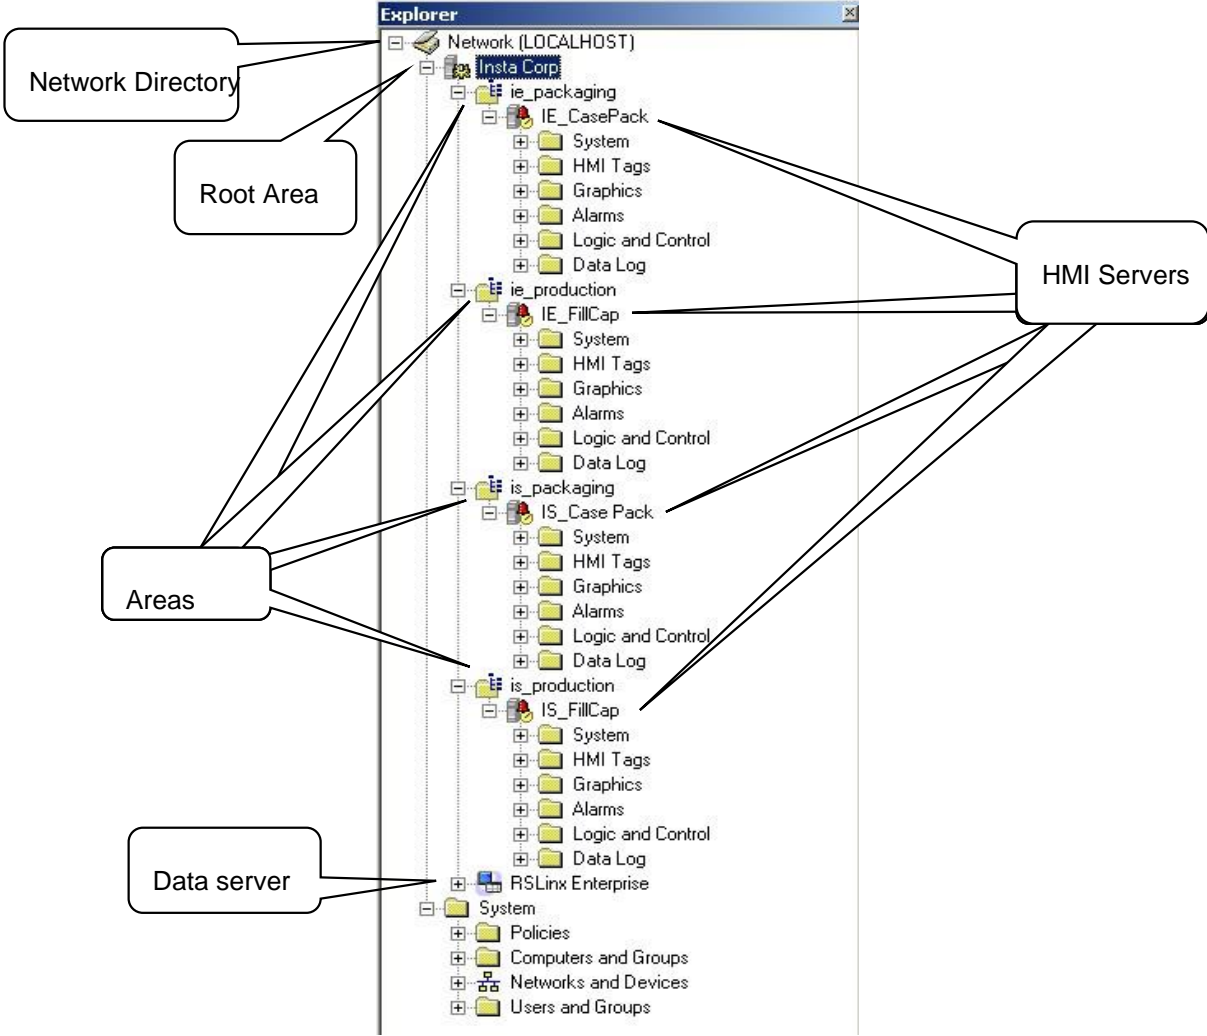 Explorer
Network (LOCALHOST)
Insta Corp
ie_packaging
IE_CasePack
System
HMI Tags
Graphics
Alarms
Logic and Control
Data Log
ie_production
IE_FillCap
System
HMI Tags
Graphics
Alarms
Logic and Control
Data Log
is_packaging
IS_Case Pack
System
HMI Tags
Graphics
Alarms
Logic and Control
Data Log
is_production
IS_FillCap
System
HMI Tags
Graphics
Alarms
Logic and Control
Data Log
RSLinx Enterprise
System
Policies
Computers and Groups
Networks and Devices
Users and Groups
Network Directory
Root Area
Areas
Data server
HMI Servers